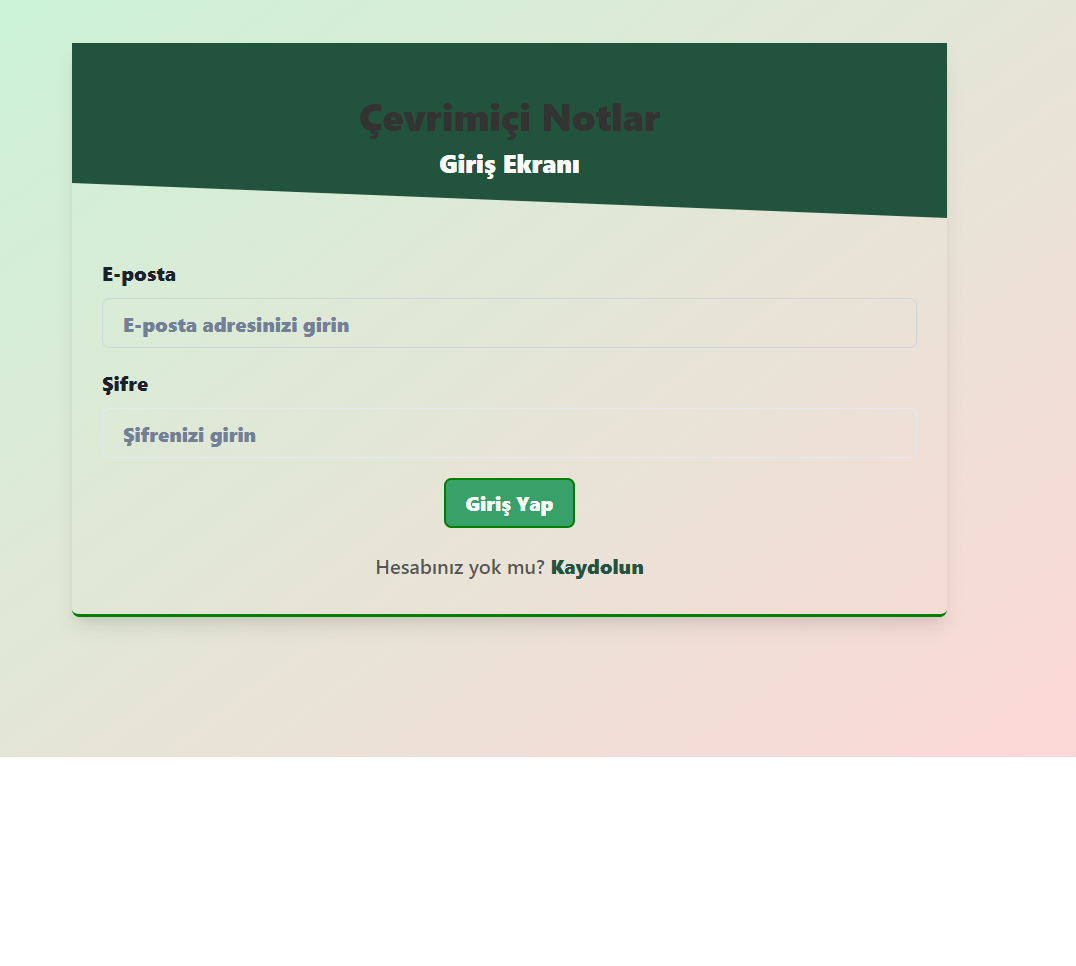 Çevrimiçi Notlar
Giriş Ekranı
E-posta
E-posta adresinizi girin
Şifre
Şifrenizi girin
Giriş Yap
Hesabınız yok mu? Kaydolun